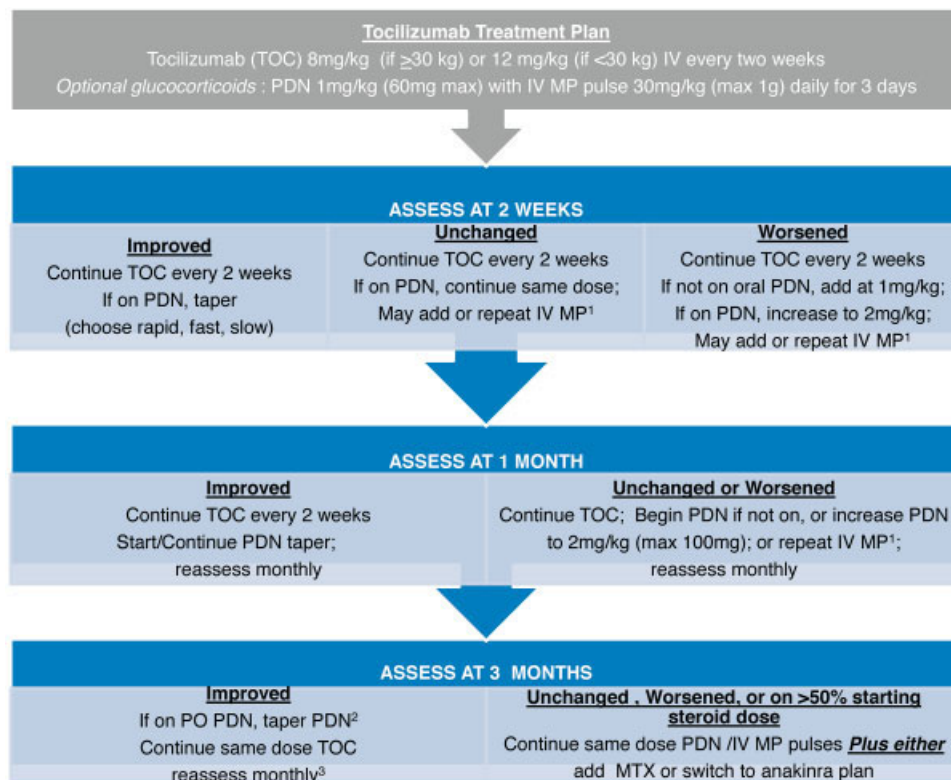 Tocilizumab Treatment Plan
Tocilizumab (TOC) 8mg/kg (if ≥30 kg) or 12 mg/kg (if <30 kg) IV every two weeks
Optional glucocorticoids : PDN 1mg/kg (60mg max) with IV MP pulse 30mg/kg (max 1g) daily for 3 days
ASSESS AT 2 WEEKS
Improved
Continue TOC every 2 weeks
If on PDN, taper
(choose rapid, fast, slow)
Unchanged
Continue TOC every 2 weeks
If on PDN, continue same dose;
May add or repeat IV MP¹
Worsened
Continue TOC every 2 weeks
If not on oral PDN, add at 1mg/kg;
If on PDN, increase to 2mg/kg;
May add or repeat IV MP¹
ASSESS AT 1 MONTH
Improved
Continue TOC every 2 weeks
Start/Continue PDN taper;
reassess monthly
Unchanged or Worsened
Continue TOC; Begin PDN if not on, or increase PDN
to 2mg/kg (max 100mg); or repeat IV MP¹;
reassess monthly
ASSESS AT 3 MONTHS
Improved
If on PO PDN, taper PDN²
Continue same dose TOC
reassess monthly³
Unchanged , Worsened, or on >50% starting
steroid dose
Continue same dose PDN /IV MP pulses Plus either
add MTX or switch to anakinra plan